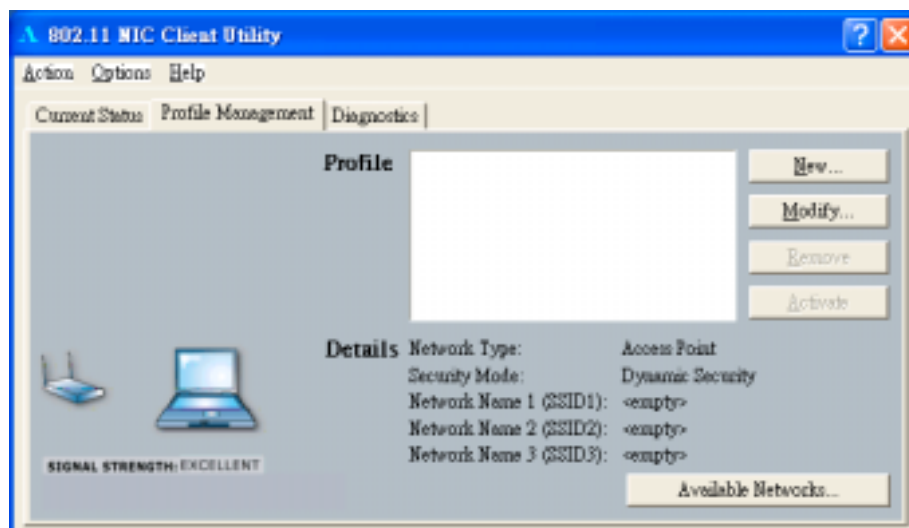 802.11 NIC Client Utility
Action Options Help
Current Status Profile Management Diagnostics
Profile
New...
Modify...
Remove
Activate
Details
Network Type: Access Point
Security Mode: Dynamic Security
Network Name 1 (SSID1): <empty>
Network Name 2 (SSID2): <empty>
Network Name 3 (SSID3): <empty>
SIGNAL STRENGTH: EXCELLENT
Available Networks...